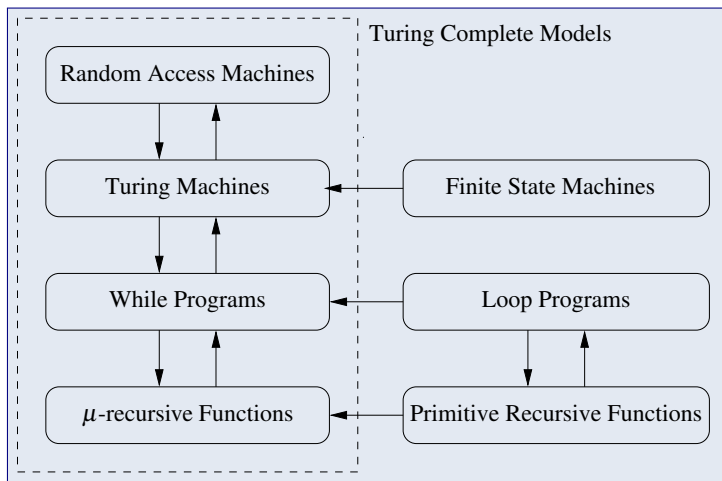 Turing Complete Models
Random Access Machines
Turing Machines
Finite State Machines
While Programs
Loop Programs
μ-recursive Functions
Primitive Recursive Functions